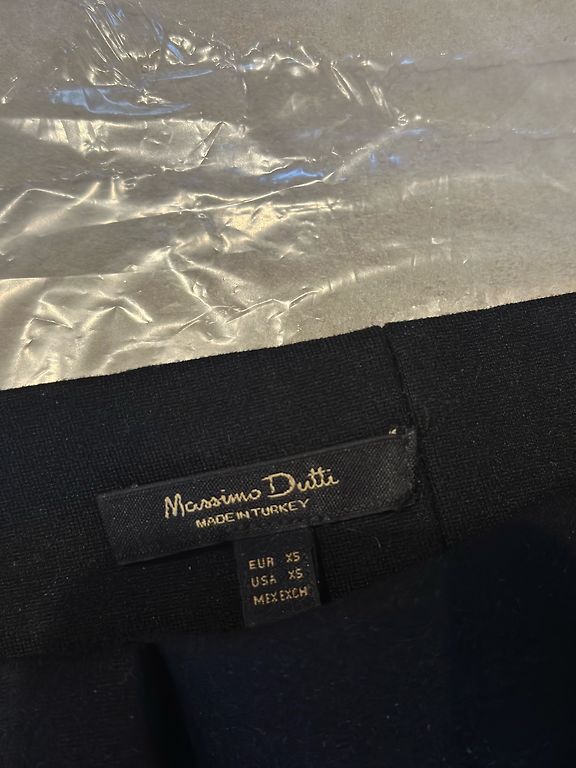 Massimo Dutti
MADE IN TURKEY
EUR XS
USA XS
MEX EXCH